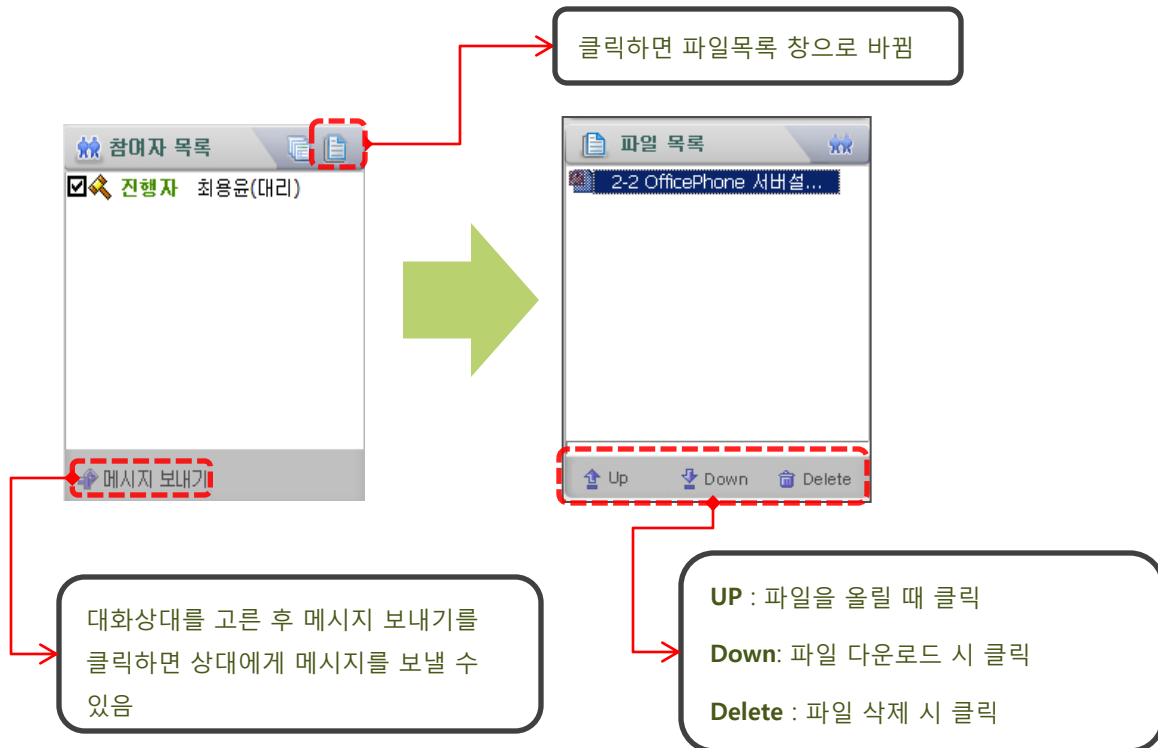 클릭하면 파일목록 창으로 바뀜
참여자 목록
진행자 최용윤(대리)
메시지 보내기
파일 목록
2-2 OfficePhone 서버설...
Up Down Delete
대화상대를 고른 후 메시지 보내기를
클릭하면 상대에게 메시지를 보낼 수
있음
UP : 파일을 올릴 때 클릭
Down: 파일 다운로드 시 클릭
Delete : 파일 삭제 시 클릭